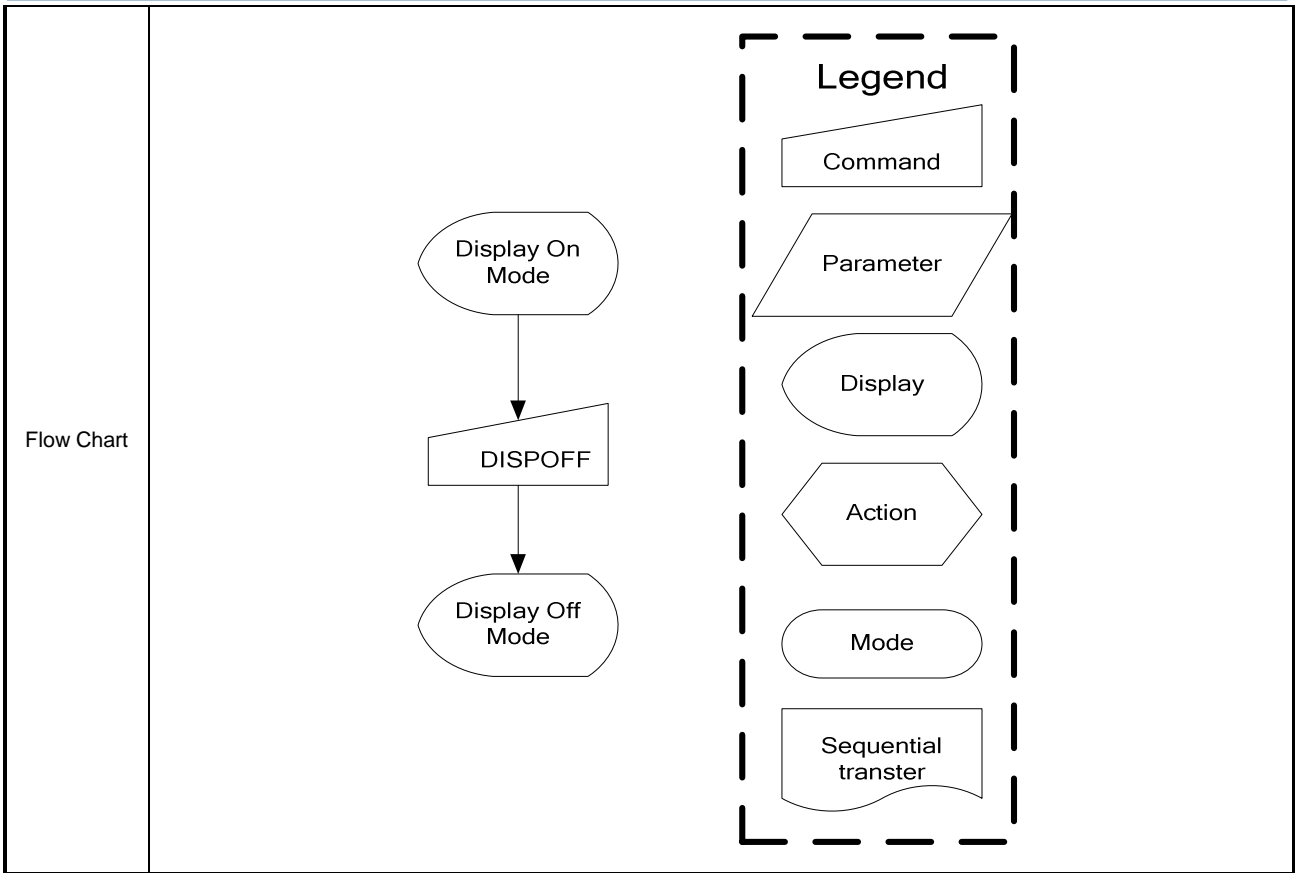 Flow Chart
Display On
Mode
DISPOFF
Display Off
Mode
Legend
Command
Parameter
Display
Action
Mode
Sequential
transter